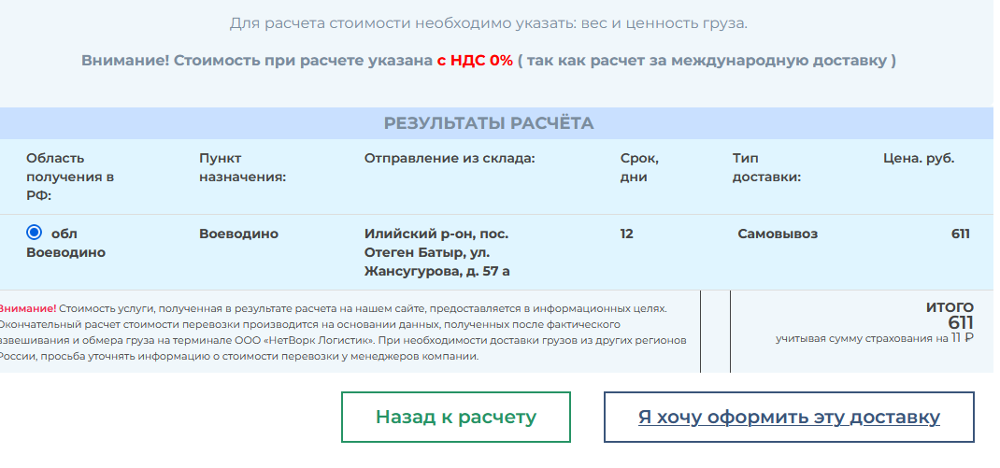 Для расчета стоимости необходимо указать: вес и ценность груза.
Внимание! Стоимость при расчете указана с НДС 0% ( так как расчет за международную доставку )
РЕЗУЛЬТАТЫ РАСЧЁТА
Область получения в РФ:
Пункт назначения:
Отправление из склада:
Срок, дни
Тип доставки:
Цена. руб.
обл Воеводино
Воеводино
Илийский р-он, пос. Отеген Батыр, ул. Жансугурова, д. 57 а
12
Самовывоз
611
Внимание! Стоимость услуги, полученная в результате расчета на нашем сайте, предоставляется в информационных целях.
Окончательный расчет стоимости перевозки производится на основании данных, полученных после фактического
взвешивания и обмера груза на терминале ООО «НетВорк Логистик». При необходимости доставки грузов из других регионов
России, просьба уточнять информацию о стоимости перевозки у менеджеров компании.
ИТОГО
611
учитывая сумму страхования на 11 ₽
Назад к расчету
Я хочу оформить эту доставку